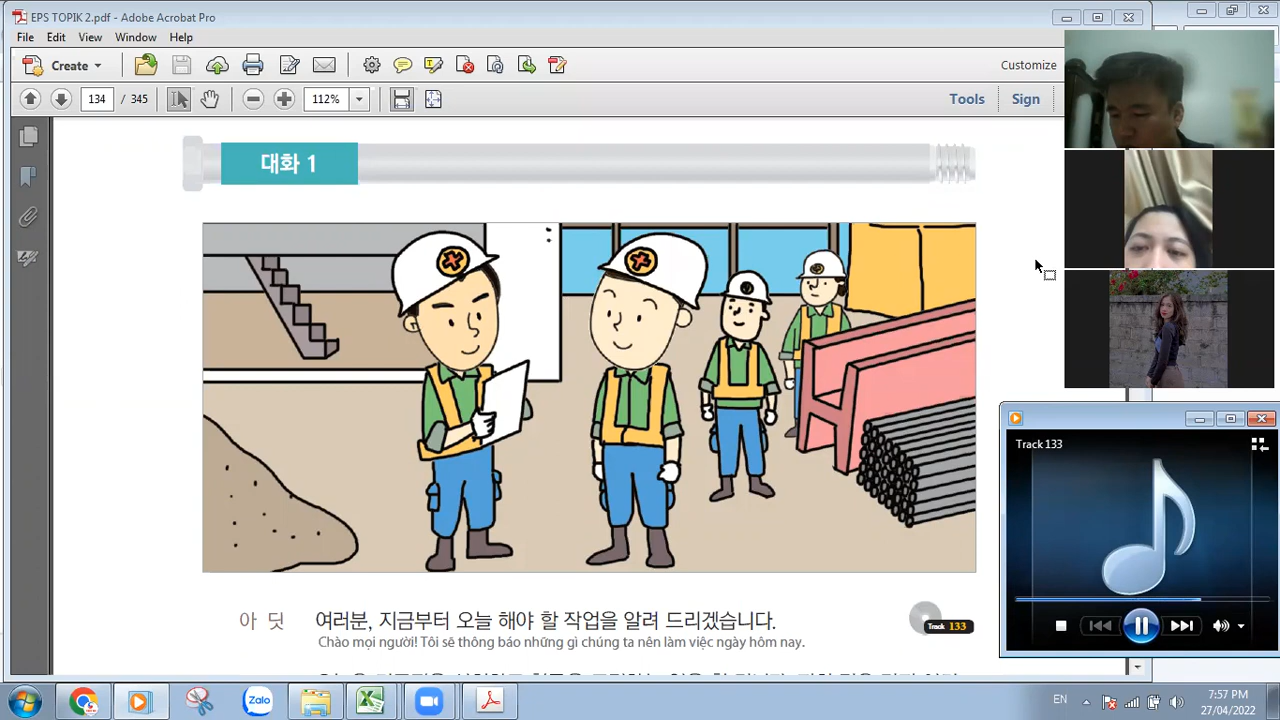 EPS TOPIK 2.pdf - Adobe Acrobat Pro
File Edit View Window Help
Create
Customize
134 / 345
112%
Tools Sign
대화 1
Track 133
아 딧 여러분, 지금부터 오늘 해야 할 작업을 알려 드리겠습니다.
Track 133
Chào mọi người! Tôi sẽ thông báo những gì chúng ta nên làm việc ngày hôm nay.
Zalo
EN
7:57 PM
27/04/2022